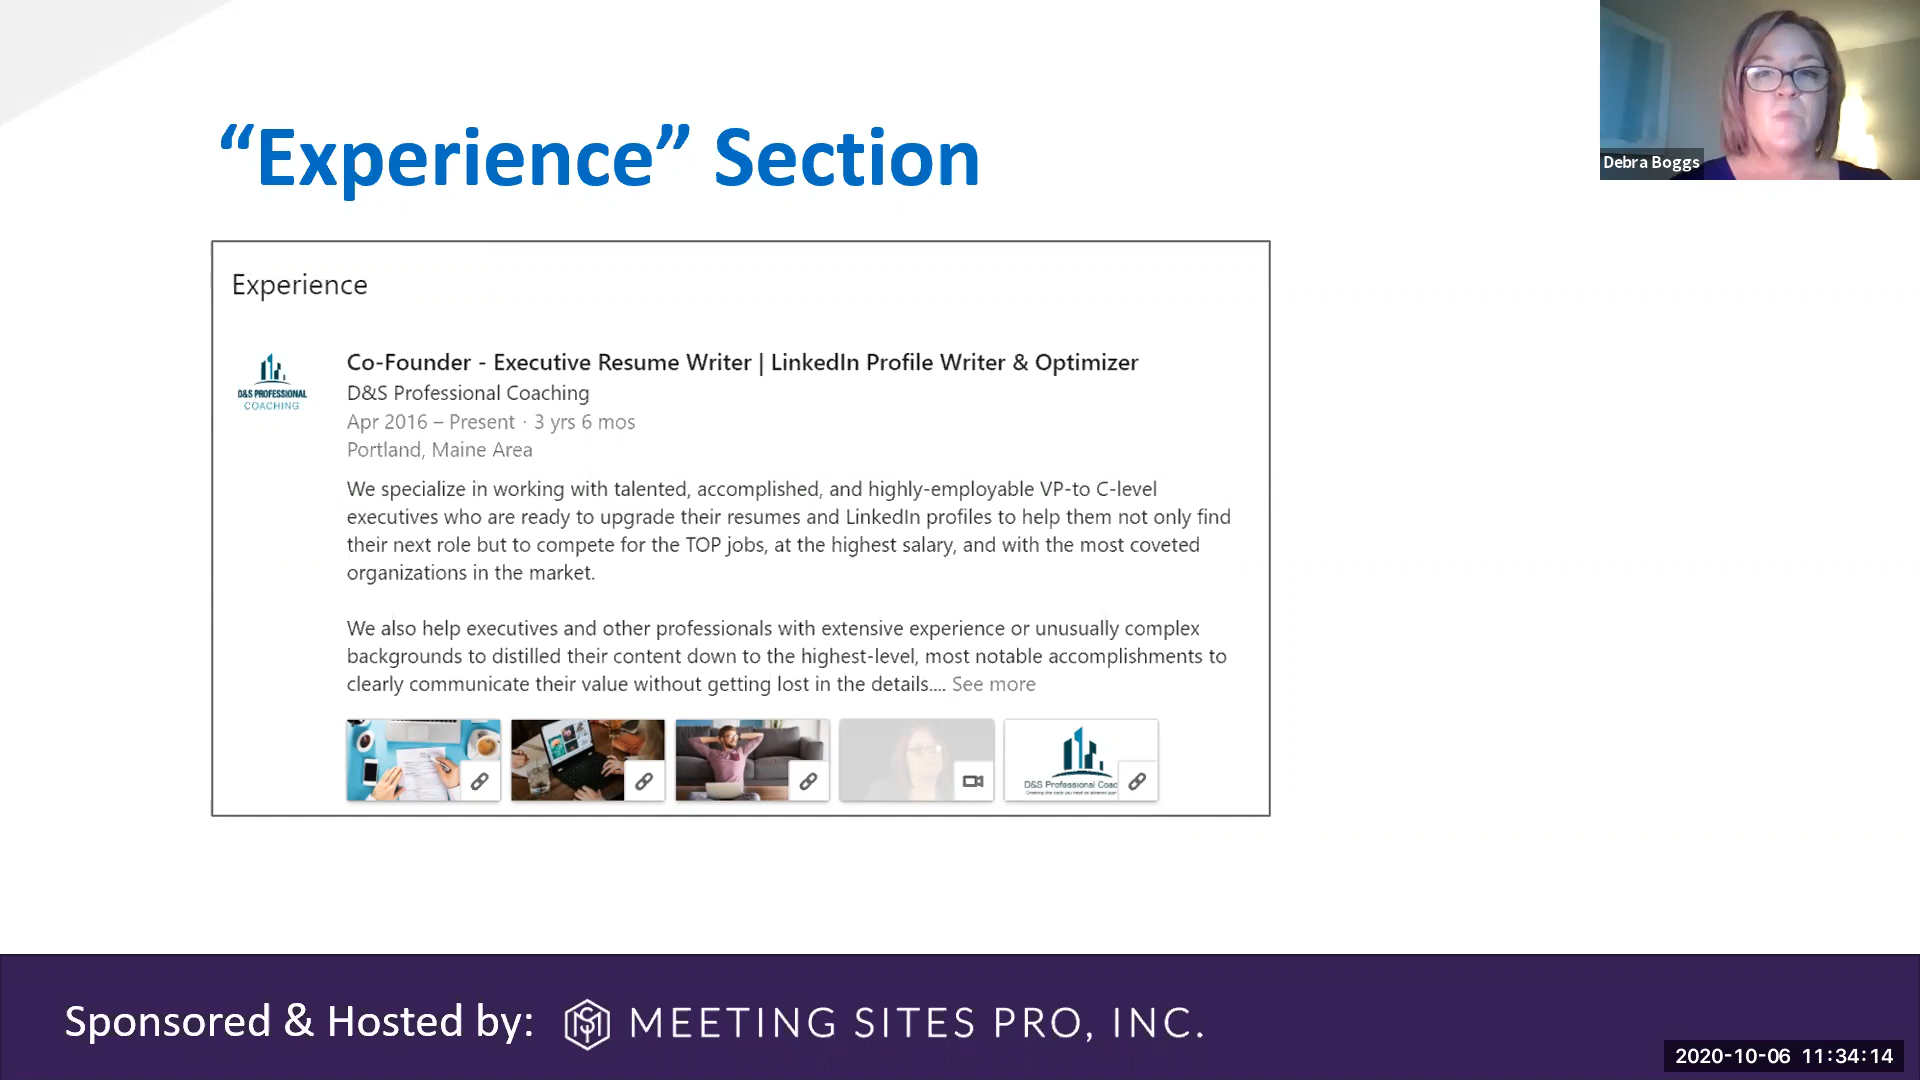 “Experience” Section
Debra Boggs
Experience
D&S PROFESSIONAL
COACHING
Co-Founder - Executive Resume Writer | LinkedIn Profile Writer & Optimizer
D&S Professional Coaching
Apr 2016 – Present · 3 yrs 6 mos
Portland, Maine Area
We specialize in working with talented, accomplished, and highly-employable VP-to C-level
executives who are ready to upgrade their resumes and LinkedIn profiles to help them not only find
their next role but to compete for the TOP jobs, at the highest salary, and with the most coveted
organizations in the market.
We also help executives and other professionals with extensive experience or unusually complex
backgrounds to distilled their content down to the highest-level, most notable accomplishments to
clearly communicate their value without getting lost in the details.... See more
D&S Professional Coac
Sponsored & Hosted by: MEETING SITES PRO, INC.
2020-10-06 11:34:14